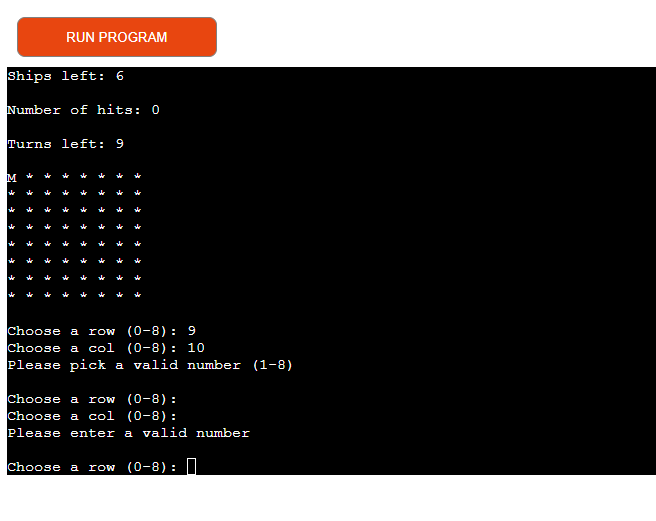 RUN PROGRAM
Ships left: 6
Number of hits: 0
Turns left: 9
M * * * * * * *
* * * * * * * *
* * * * * * * *
* * * * * * * *
* * * * * * * *
* * * * * * * *
* * * * * * * *
* * * * * * * *
Choose a row (0-8): 9
Choose a col (0-8): 10
Please pick a valid number (1-8)
Choose a row (0-8):
Choose a col (0-8):
Please enter a valid number
Choose a row (0-8):